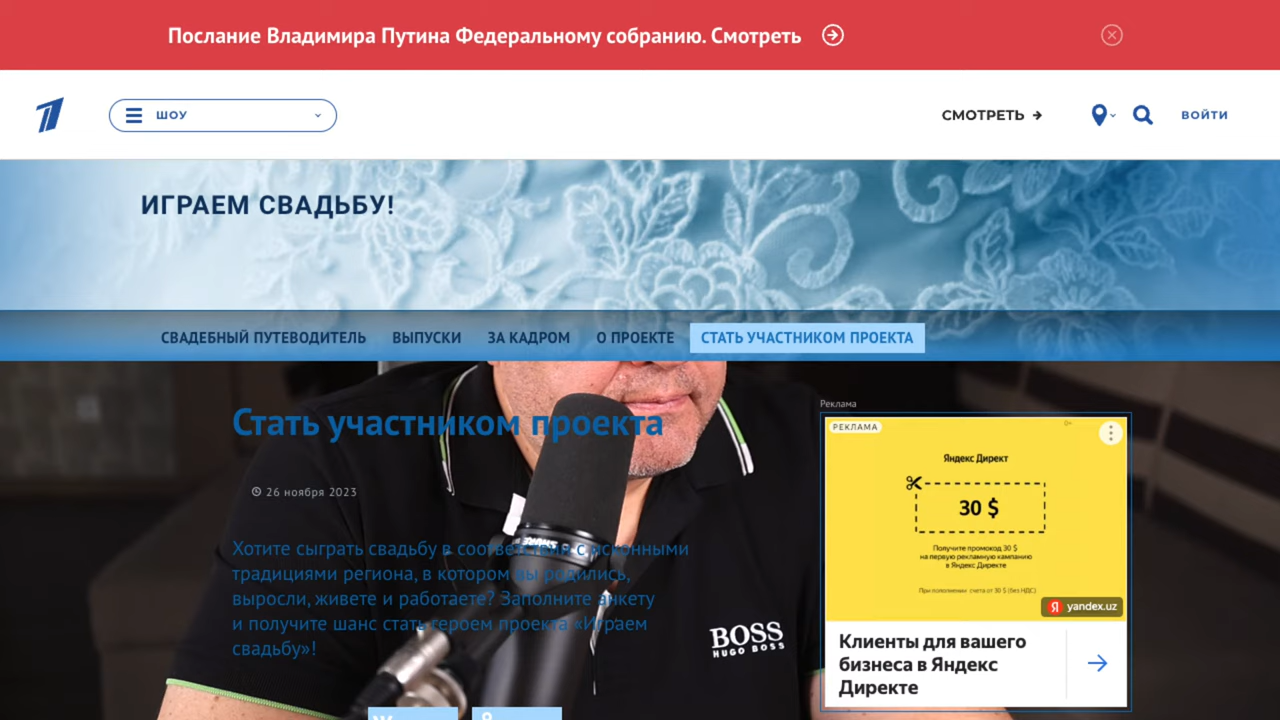 Послание Владимира Путина Федеральному собранию. Смотреть
ШОУ
СМОТРЕТЬ
ВОЙТИ
ИГРАЕМ СВАДЬБУ!
СВАДЕБНЫЙ ПУТЕВОДИТЕЛЬ
ВЫПУСКИ
ЗА КАДРОМ
О ПРОЕКТЕ
СТАТЬ УЧАСТНИКОМ ПРОЕКТА
Стать участником проекта
26 ноября 2023
Хотите сыграть свадьбу в соответствии с исконными
традициями региона, в котором вы родились,
выросли, живете и работаете? Заполните анкету
и получите шанс стать героем проекта «Играем
свадьбу»!
BOSS
HUGO BOSS
Реклама
РЕКЛАМА
0+
Яндекс Директ
30 $
Получите промокод 30 $
на первую рекламную кампанию
в Яндекс Директе
При пополнении счета от 30 $ (без НДС)
Я yandex.uz
Клиенты для вашего
бизнеса в Яндекс
Директе